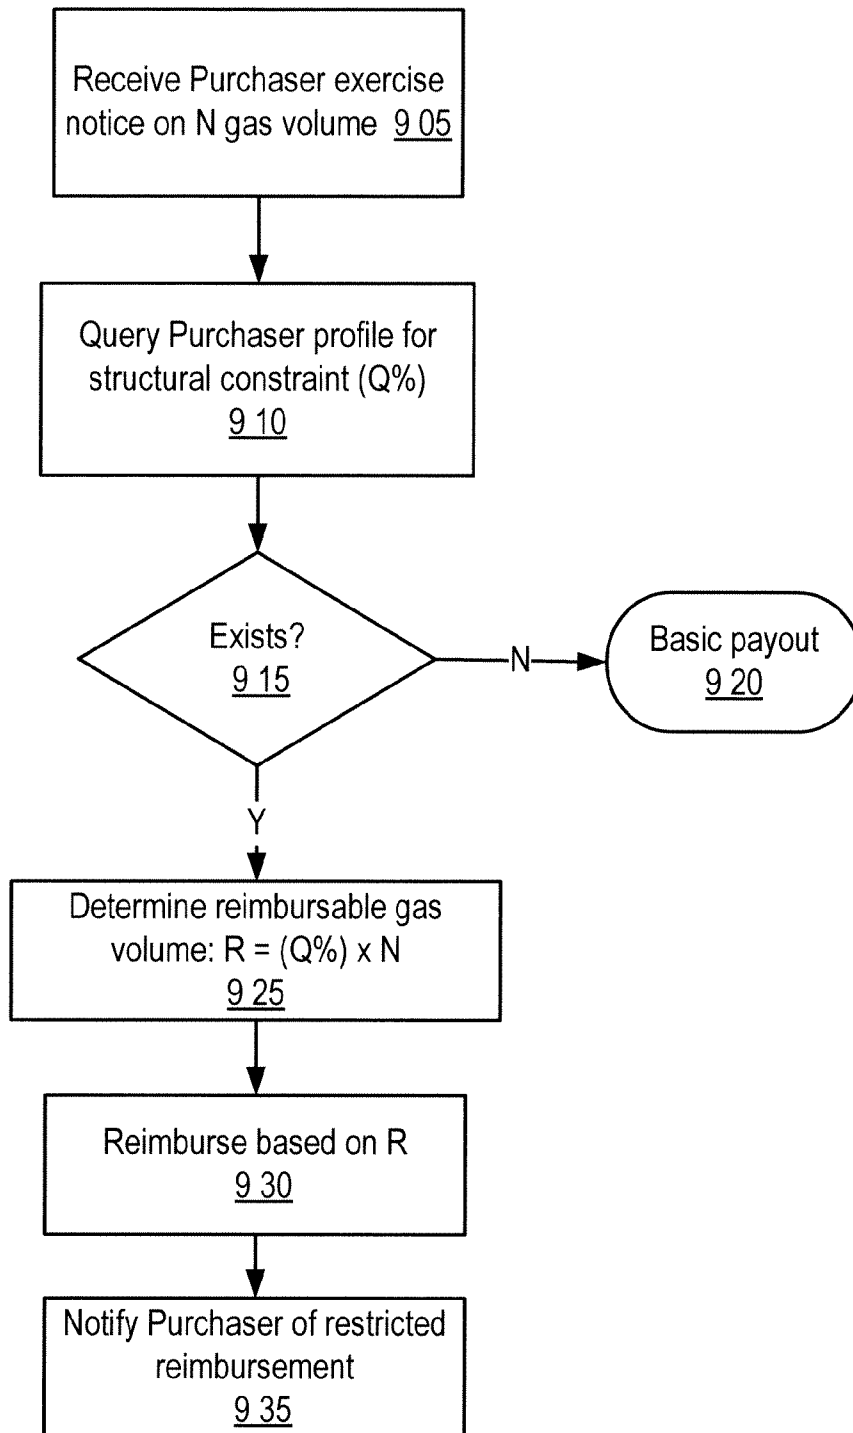 Receive Purchaser exercise
notice on N gas volume 9 05
Query Purchaser profile for
structural constraint (Q%)
9 10
Exists?
9 15
N
Basic payout
9 20
Y
Determine reimbursable gas
volume: R = (Q%) x N
9 25
Reimburse based on R
9 30
Notify Purchaser of restricted
reimbursement
9 35